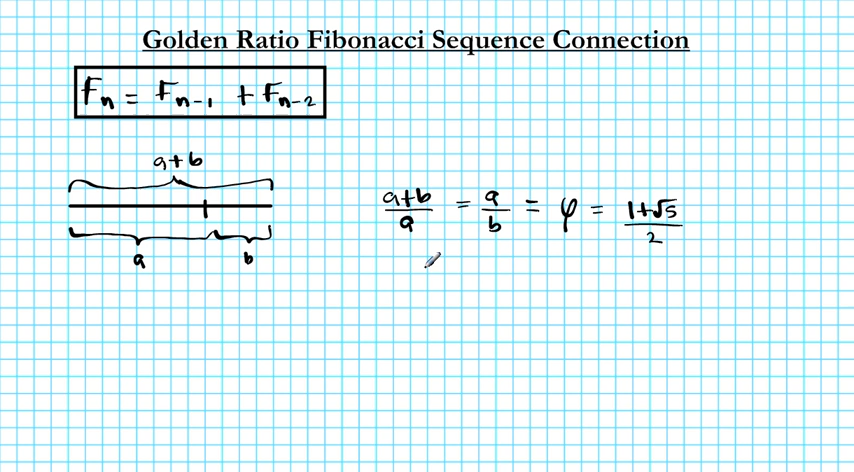 Golden Ratio Fibonacci Sequence Connection
Fn = Fn-1 + Fn-2
a+b
a+b/a = a/b = φ = 1+√5/2
a b